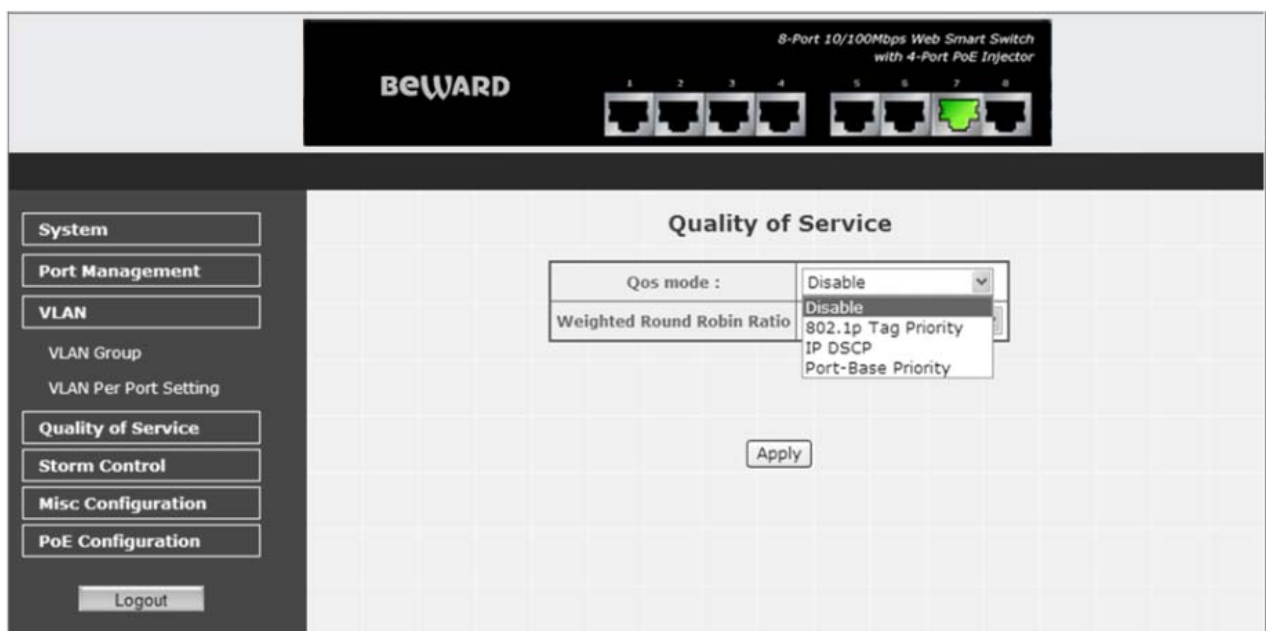 8-Port 10/100Mbps Web Smart Switch
with 4-Port PoE Injector
BEWARD
1 2 3 4 5 6 7 8
System
Port Management
VLAN
VLAN Group
VLAN Per Port Setting
Quality of Service
Storm Control
Misc Configuration
PoE Configuration
Logout
Quality of Service
Qos mode :
Disable
Disable
802.1p Tag Priority
IP DSCP
Port-Base Priority
Weighted Round Robin Ratio
Apply